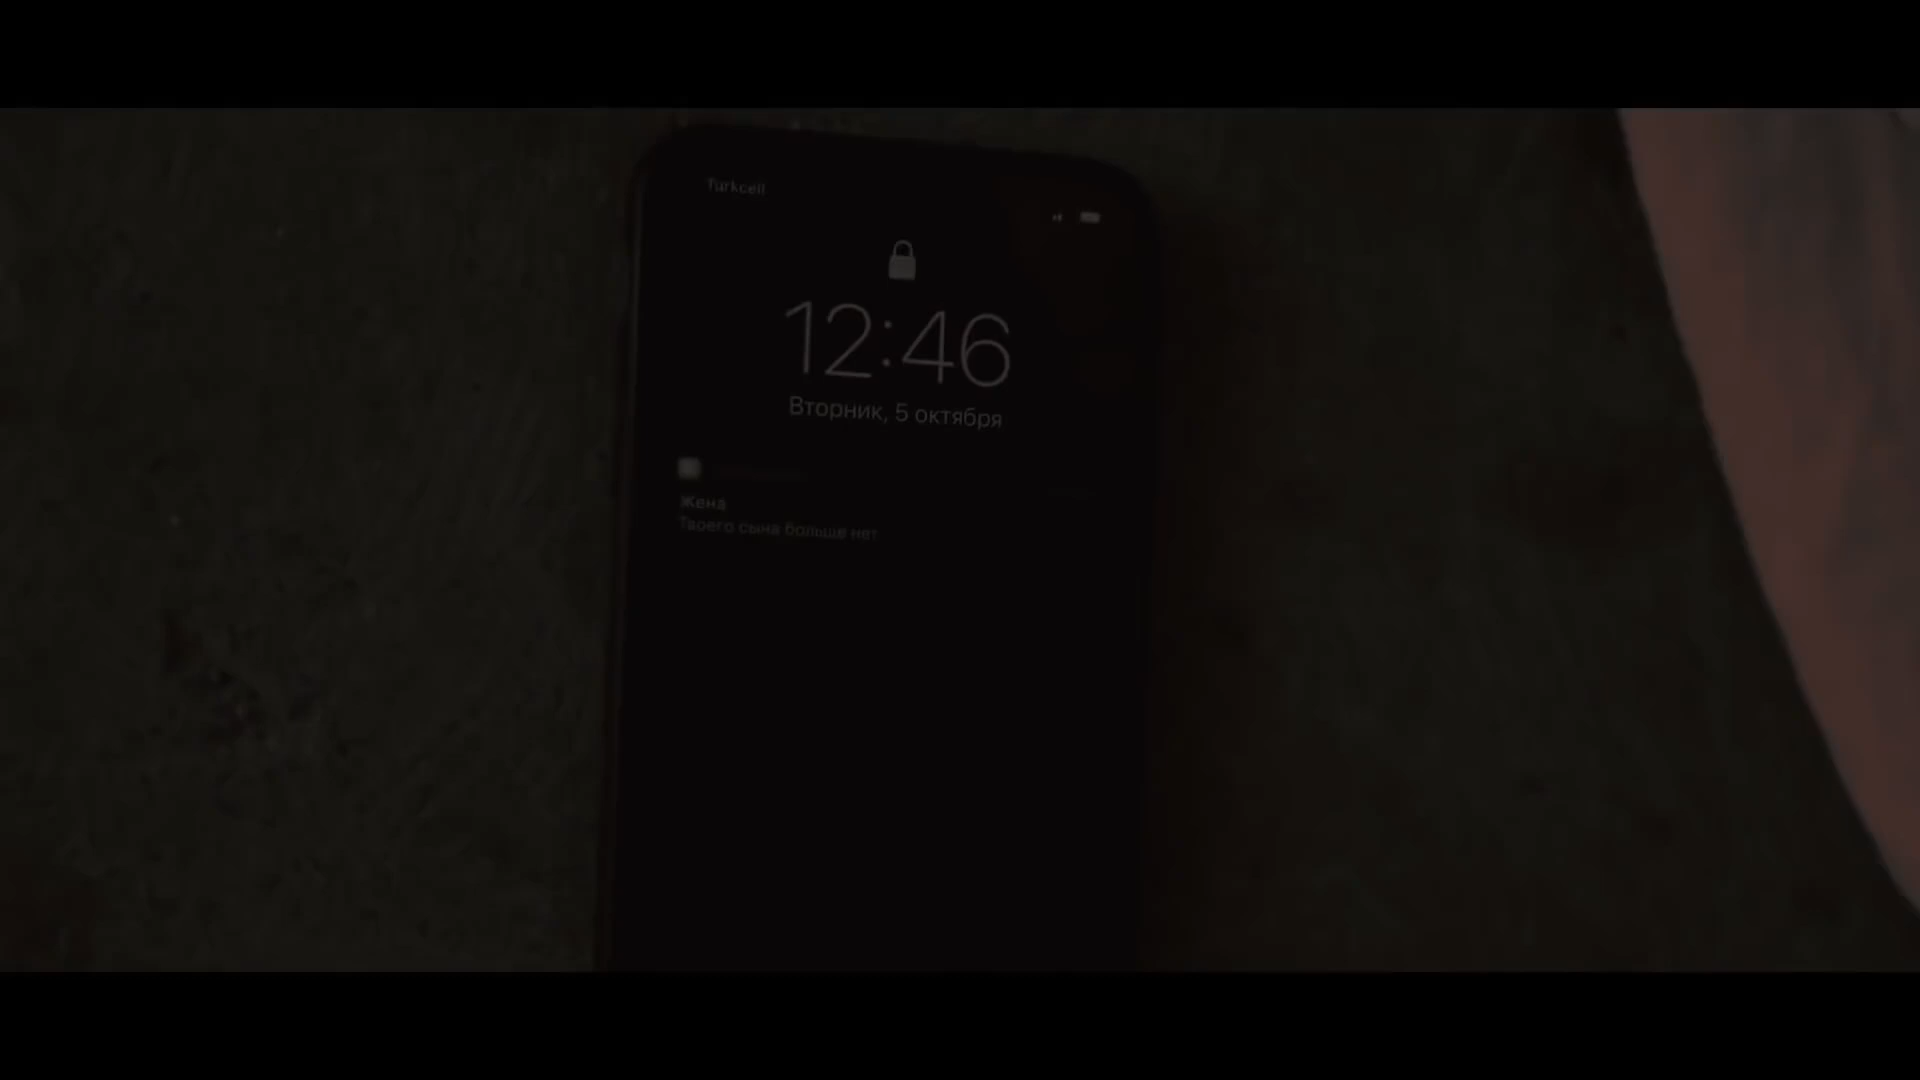 Turkcell
12:46
Вторник, 5 октября
Жена
Твоего сына больше нет